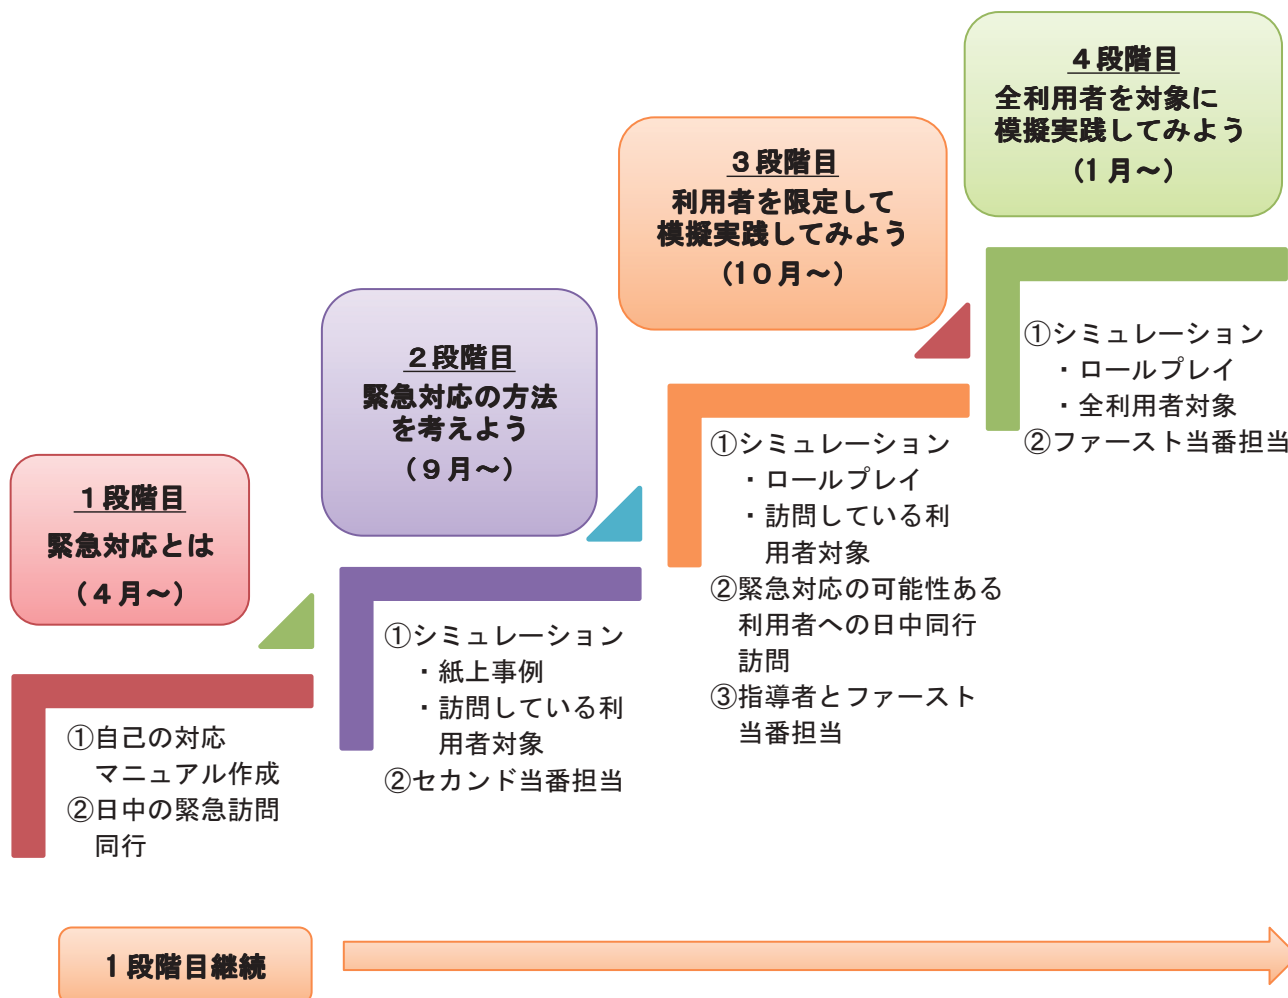 1段階目
緊急対応とは
(4月～)
①自己の対応
マニュアル作成
②日中の緊急訪問
同行
2段階目
緊急対応の方法
を考えよう
(9月～)
①シミュレーション
・紙上事例
・訪問している利
用者対象
②セカンド当番担当
3段階目
利用者を限定して
模擬実践してみよう
(10月～)
①シミュレーション
・ロールプレイ
・訪問している利
用者対象
②緊急対応の可能性ある
利用者への日中同行
訪問
③指導者とファースト
当番担当
4段階目
全利用者を対象に
模擬実践してみよう
(1月～)
①シミュレーション
・ロールプレイ
・全利用者対象
②ファースト当番担当
1段階目継続